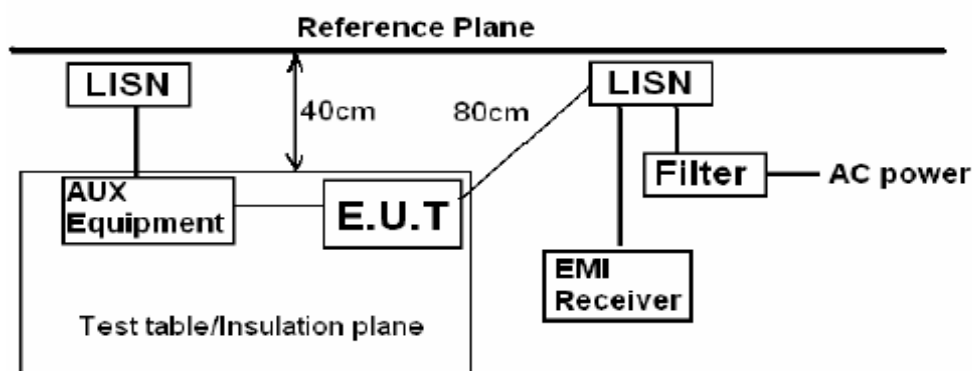 Reference Plane
LISN
40cm
80cm
LISN
AUX
Equipment
E.U.T
Filter
AC power
EMI
Receiver
Test table/Insulation plane